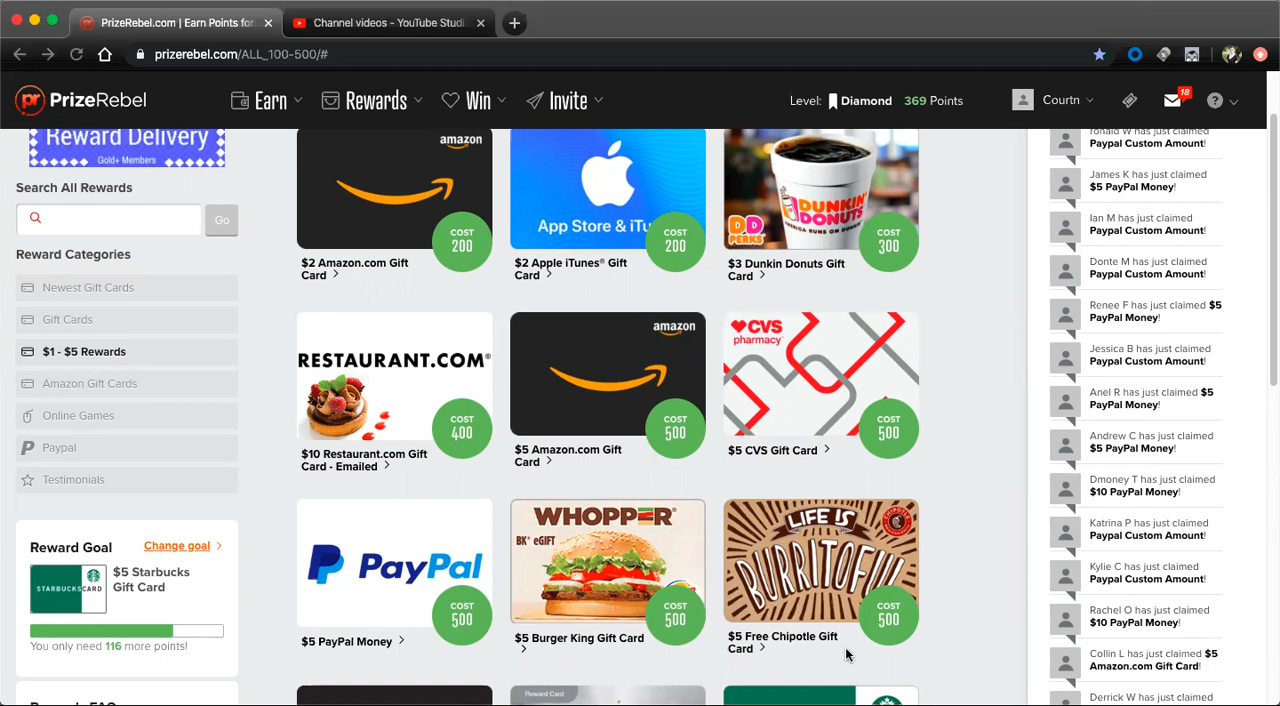 PrizeRebel.com | Earn Points for
Channel videos - YouTube Studi
prizerebel.com/ALL_100-500/#
pr PrizeRebel
Earn
Rewards
Win
Invite
Level: Diamond 369 Points
Courtn
18
?
Reward Delivery
Gold+ Members
Search All Rewards
Go
Reward Categories
Newest Gift Cards
Gift Cards
$1 - $5 Rewards
Amazon Gift Cards
Online Games
Paypal
Testimonials
Reward Goal
Change goal
STARBUCKS CARD
$5 Starbucks
Gift Card
You only need 116 more points!
amazon
COST
200
$2 Amazon.com Gift
Card
App Store & iTu
COST
200
$2 Apple iTunes® Gift
Card
DUNKIN'
DONUTS
AMERICA RUNS ON DUNKIN'
DD
PERKS
COST
300
$3 Dunkin Donuts Gift
Card
RESTAURANT.COM®
COST
400
$10 Restaurant.com Gift
Card - Emailed
amazon
COST
500
$5 Amazon.com Gift
Card
CVS
pharmacy
COST
500
$5 CVS Gift Card
PayPal
COST
500
$5 PayPal Money
WHOPPER®
BK® eGIFT
COST
500
$5 Burger King Gift Card
LIFE IS
BURRITOFUL
COST
500
$5 Free Chipotle Gift
Card
Reward Card
ronald W has just claimed
Paypal Custom Amount!
James K has just claimed
$5 PayPal Money!
Ian M has just claimed
Paypal Custom Amount!
Donte M has just claimed
Paypal Custom Amount!
Renee F has just claimed $5
PayPal Money!
Jessica B has just claimed
Paypal Custom Amount!
Anel R has just claimed $5
PayPal Money!
Andrew C has just claimed
$5 PayPal Money!
Dmoney T has just claimed
$10 PayPal Money!
Katrina P has just claimed
Paypal Custom Amount!
Kylie C has just claimed
Paypal Custom Amount!
Rachel O has just claimed
$10 PayPal Money!
Collin L has just claimed $5
Amazon.com Gift Card!
Derrick W has just claimed